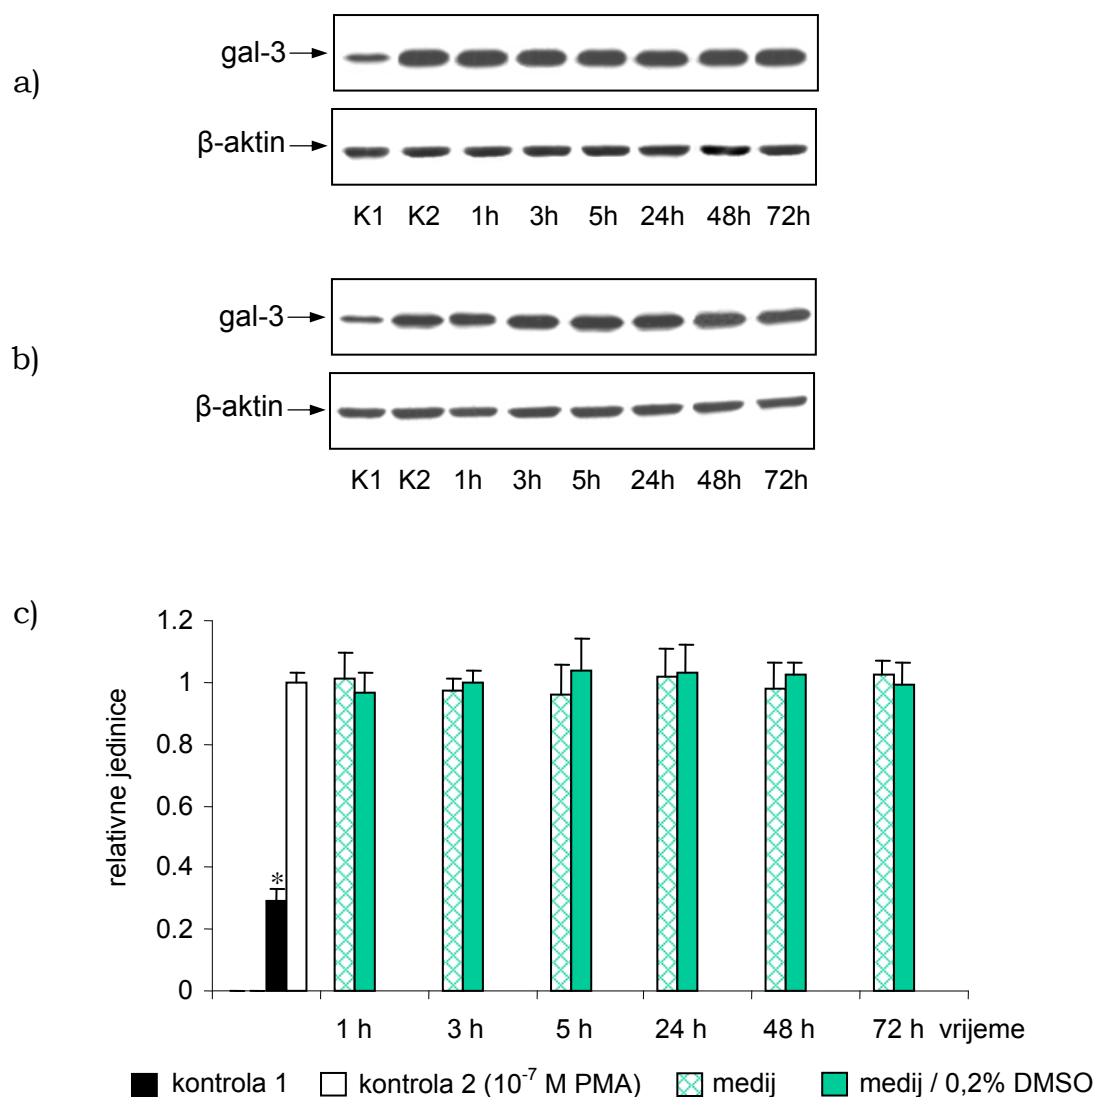 a)
gal-3
β-aktin
K1 K2 1h 3h 5h 24h 48h 72h
b)
gal-3
β-aktin
K1 K2 1h 3h 5h 24h 48h 72h
c)
relativne jedinice
1.2
1
0.8
0.6
0.4
0.2
0
*
1 h 3 h 5 h 24 h 48 h 72 h vrijeme
kontrola 1 kontrola 2 (10⁻⁷ M PMA) medij medij / 0,2% DMSO